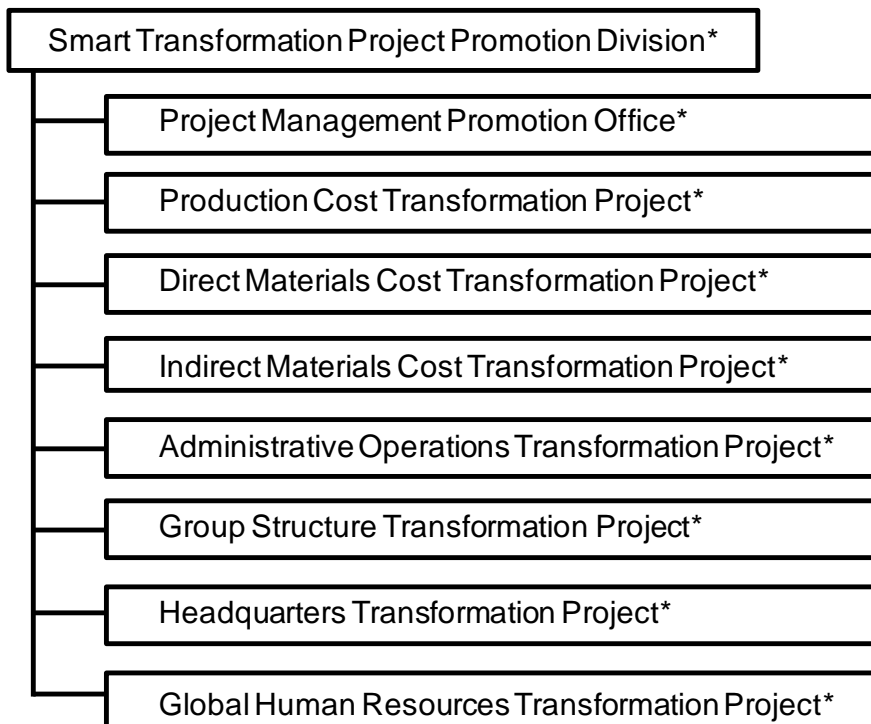 Smart Transformation Project Promotion Division*
Project Management Promotion Office*
Production Cost Transformation Project*
Direct Materials Cost Transformation Project*
Indirect Materials Cost Transformation Project*
Administrative Operations Transformation Project*
Group Structure Transformation Project*
Headquarters Transformation Project*
Global Human Resources Transformation Project*